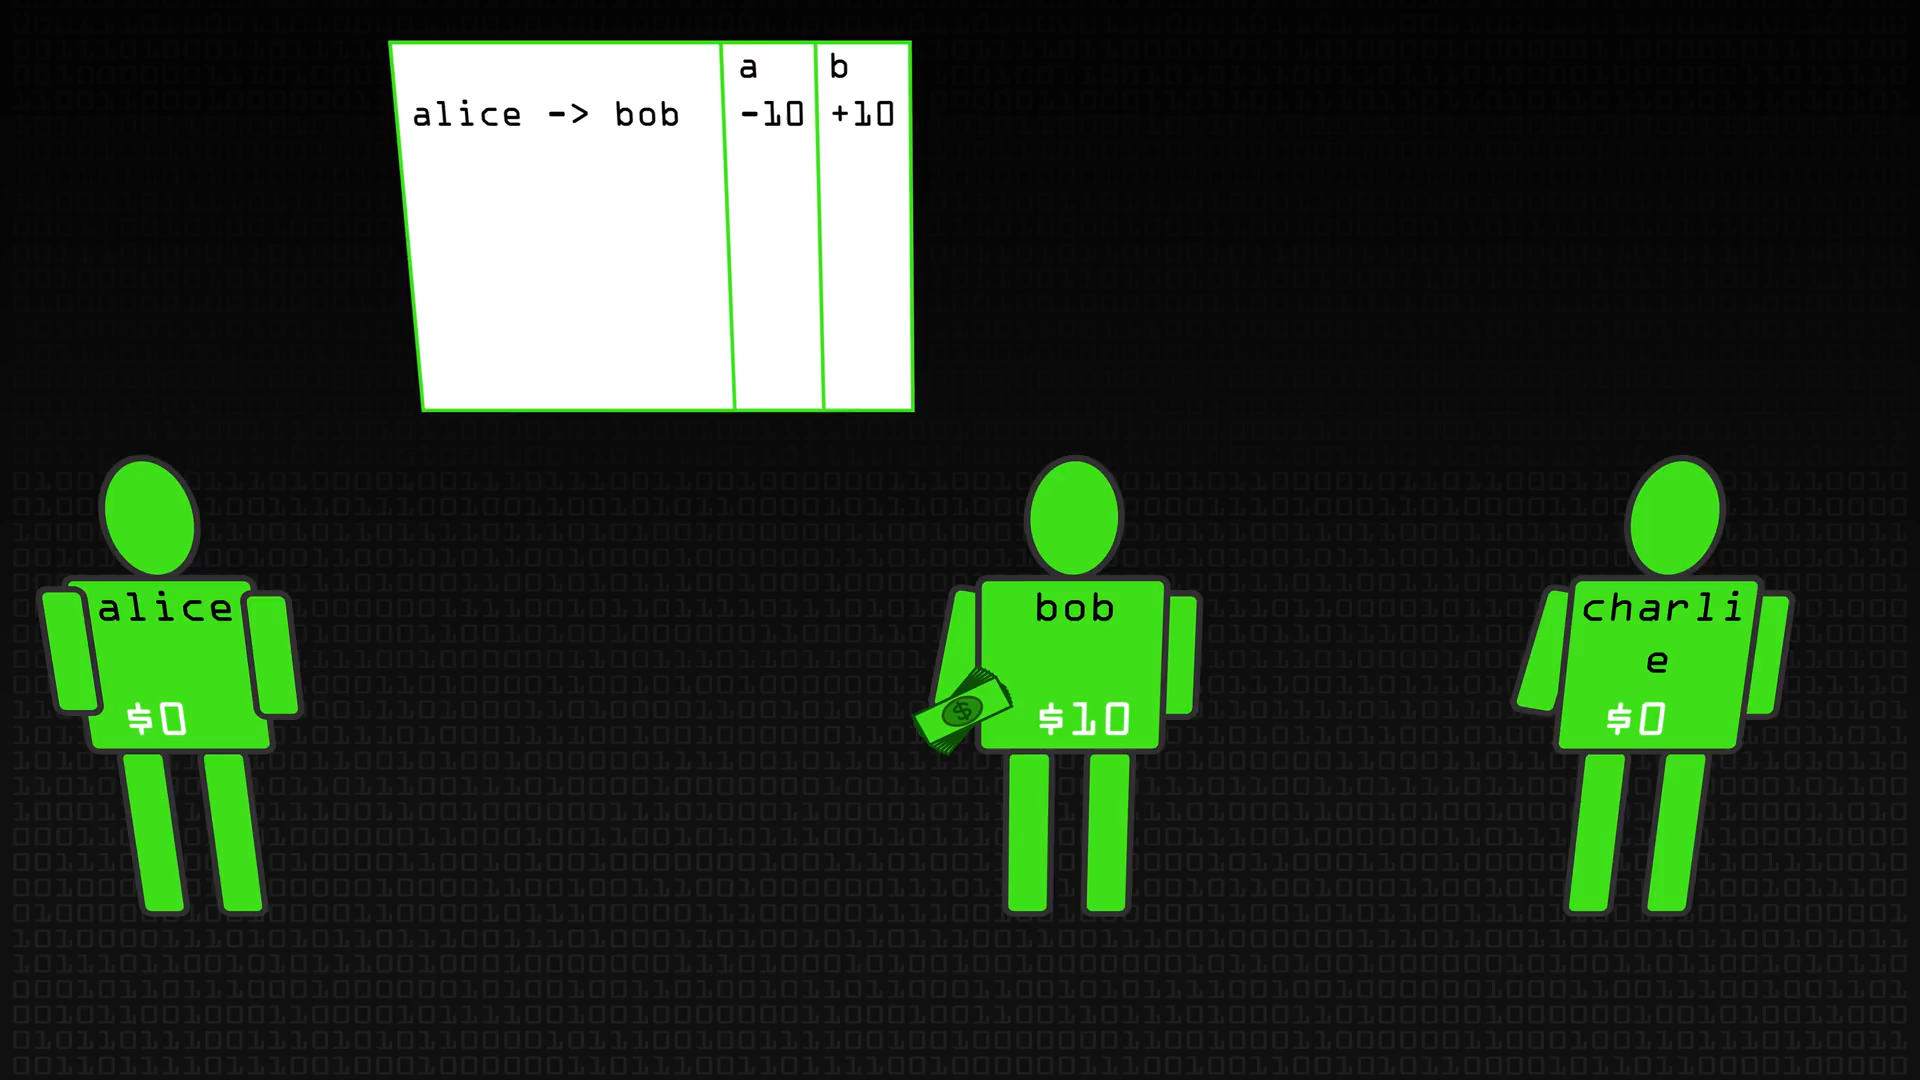 a b
alice -> bob -10 +10
alice
$0
bob
$10
$
charli
e
$0